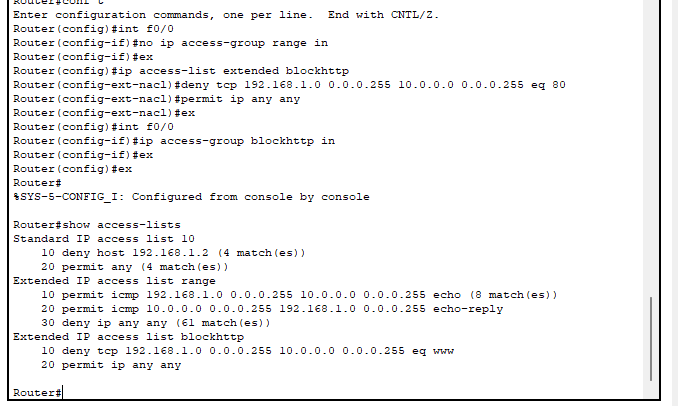 Router#conf t
Enter configuration commands, one per line.  End with CNTL/Z.
Router(config)#int f0/0
Router(config-if)#no ip access-group range in
Router(config-if)#ex
Router(config)#ip access-list extended blockhttp
Router(config-ext-nacl)#deny tcp 192.168.1.0 0.0.0.255 10.0.0.0 0.0.0.255 eq 80
Router(config-ext-nacl)#permit ip any any
Router(config-ext-nacl)#ex
Router(config)#int f0/0
Router(config-if)#ip access-group blockhttp in
Router(config-if)#ex
Router(config)#ex
Router#
%SYS-5-CONFIG_I: Configured from console by console
Router#show access-lists
Standard IP access list 10
    10 deny host 192.168.1.2 (4 match(es))
    20 permit any (4 match(es))
Extended IP access list range
    10 permit icmp 192.168.1.0 0.0.0.255 10.0.0.0 0.0.0.255 echo (8 match(es))
    20 permit icmp 10.0.0.0 0.0.0.255 192.168.1.0 0.0.0.255 echo-reply
    30 deny ip any any (61 match(es))
Extended IP access list blockhttp
    10 deny tcp 192.168.1.0 0.0.0.255 10.0.0.0 0.0.0.255 eq www
    20 permit ip any any
Router#